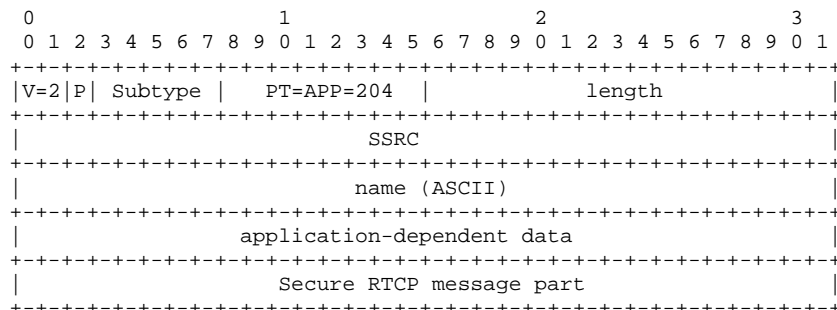 0                   1                   2                   3
 0 1 2 3 4 5 6 7 8 9 0 1 2 3 4 5 6 7 8 9 0 1 2 3 4 5 6 7 8 9 0 1
+-+-+-+-+-+-+-+-+-+-+-+-+-+-+-+-+-+-+-+-+-+-+-+-+-+-+-+-+-+-+-+-+
|V=2|P| Subtype |   PT=APP=204  |            length             |
+-+-+-+-+-+-+-+-+-+-+-+-+-+-+-+-+-+-+-+-+-+-+-+-+-+-+-+-+-+-+-+-+
|                           SSRC                                |
+-+-+-+-+-+-+-+-+-+-+-+-+-+-+-+-+-+-+-+-+-+-+-+-+-+-+-+-+-+-+-+-+
|                          name (ASCII)                         |
+-+-+-+-+-+-+-+-+-+-+-+-+-+-+-+-+-+-+-+-+-+-+-+-+-+-+-+-+-+-+-+-+
|                 application-dependent data                    |
+-+-+-+-+-+-+-+-+-+-+-+-+-+-+-+-+-+-+-+-+-+-+-+-+-+-+-+-+-+-+-+-+
|                    Secure RTCP message part                   |
+-+-+-+-+-+-+-+-+-+-+-+-+-+-+-+-+-+-+-+-+-+-+-+-+-+-+-+-+-+-+-+-+